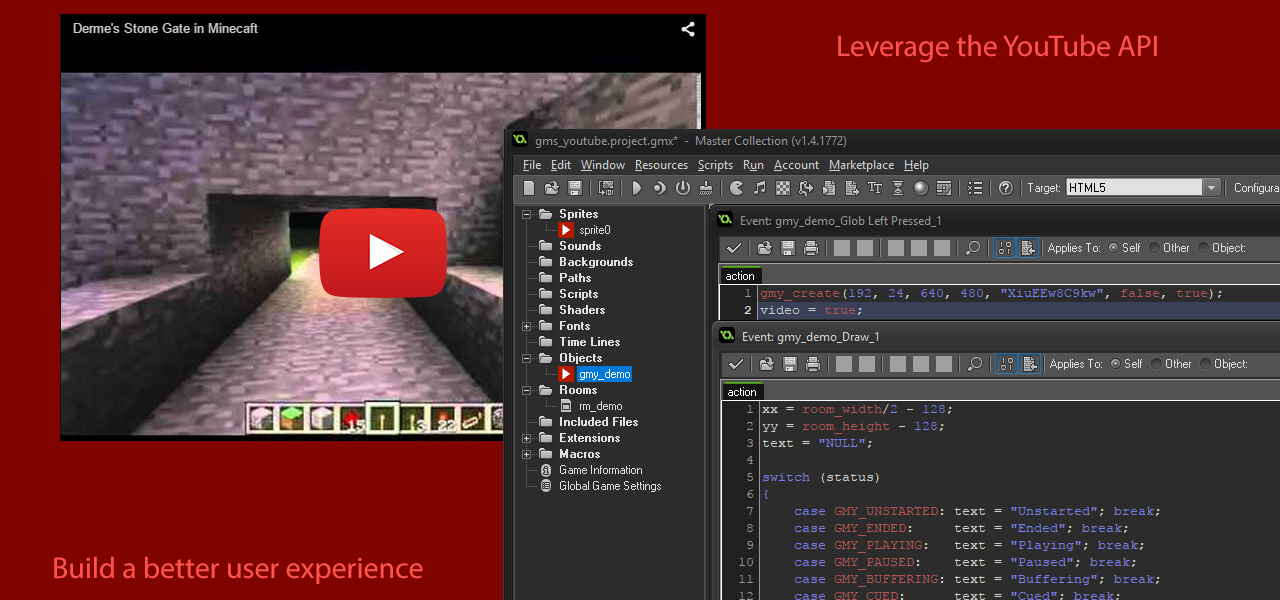 Derme's Stone Gate in Minecaft
Leverage the YouTube API
gms_youtube.project.gmx* - Master Collection (v1.4.1772)
File Edit Window Resources Scripts Run Account Marketplace Help
Target: HTML5 Configura
Sprites
sprite0
Sounds
Backgrounds
Paths
Scripts
Shaders
Fonts
Time Lines
Objects
gmy_demo
Rooms
rm_demo
Included Files
Extensions
Macros
Game Information
Global Game Settings
Event: gmy_demo_Glob Left Pressed_1
Applies To: Self Other Object:
action
1 gmy_create(192, 24, 640, 480, "XiuEEw8C9kw", false, true);
2 video = true;
Event: gmy_demo_Draw_1
Applies To: Self Other Object:
action
1 xx = room_width/2 - 128;
2 yy = room_height - 128;
3 text = "NULL";
4
5 switch (status)
6 {
7 case GMY_UNSTARTED: text = "Unstarted"; break;
8 case GMY_ENDED: text = "Ended"; break;
9 case GMY_PLAYING: text = "Playing"; break;
10 case GMY_PAUSED: text = "Paused"; break;
11 case GMY_BUFFERING: text = "Buffering"; break;
12 case GMY_CUED: text = "Cued"; break;
15
3
22
Build a better user experience